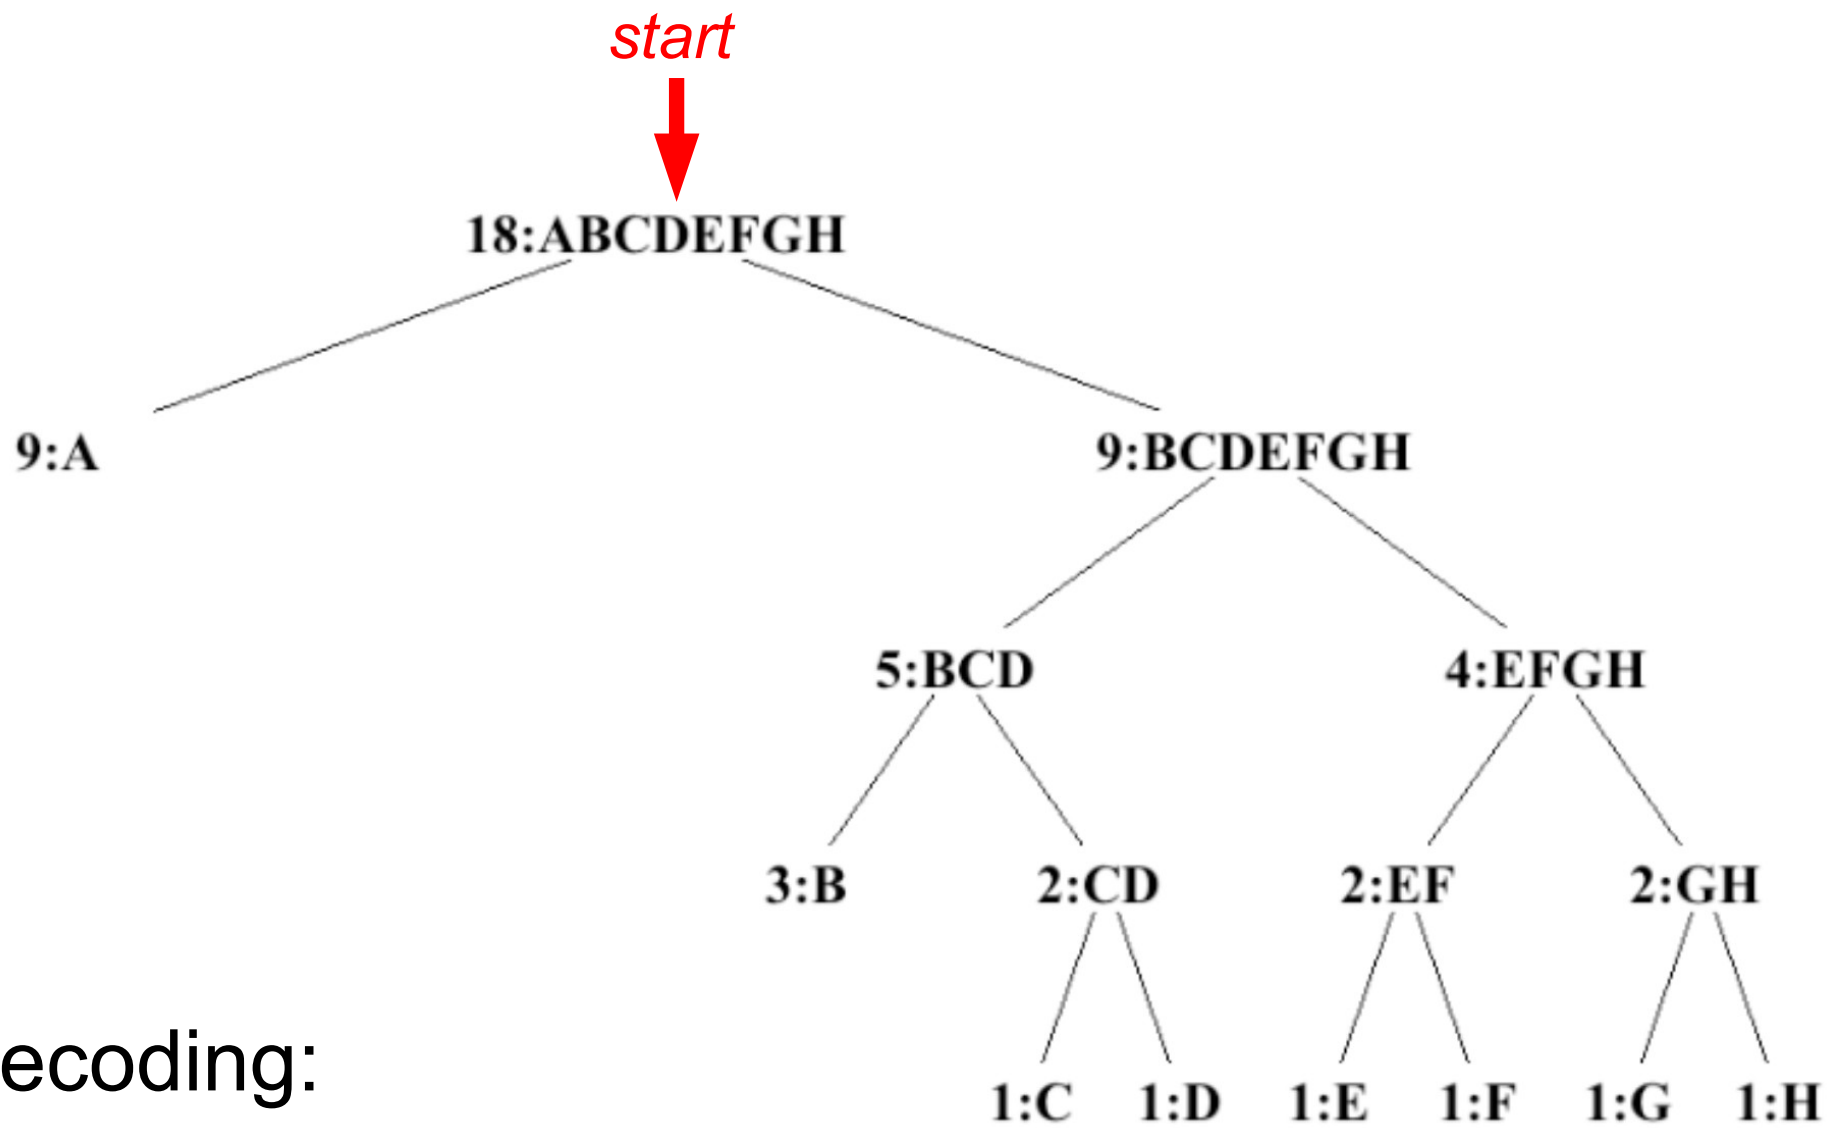 start
18:ABCDEFGH
9:A 9:BCDEFGH
5:BCD 4:EFGH
3:B 2:CD 2:EF 2:GH
ecoding:
1:C 1:D 1:E 1:F 1:G 1:H